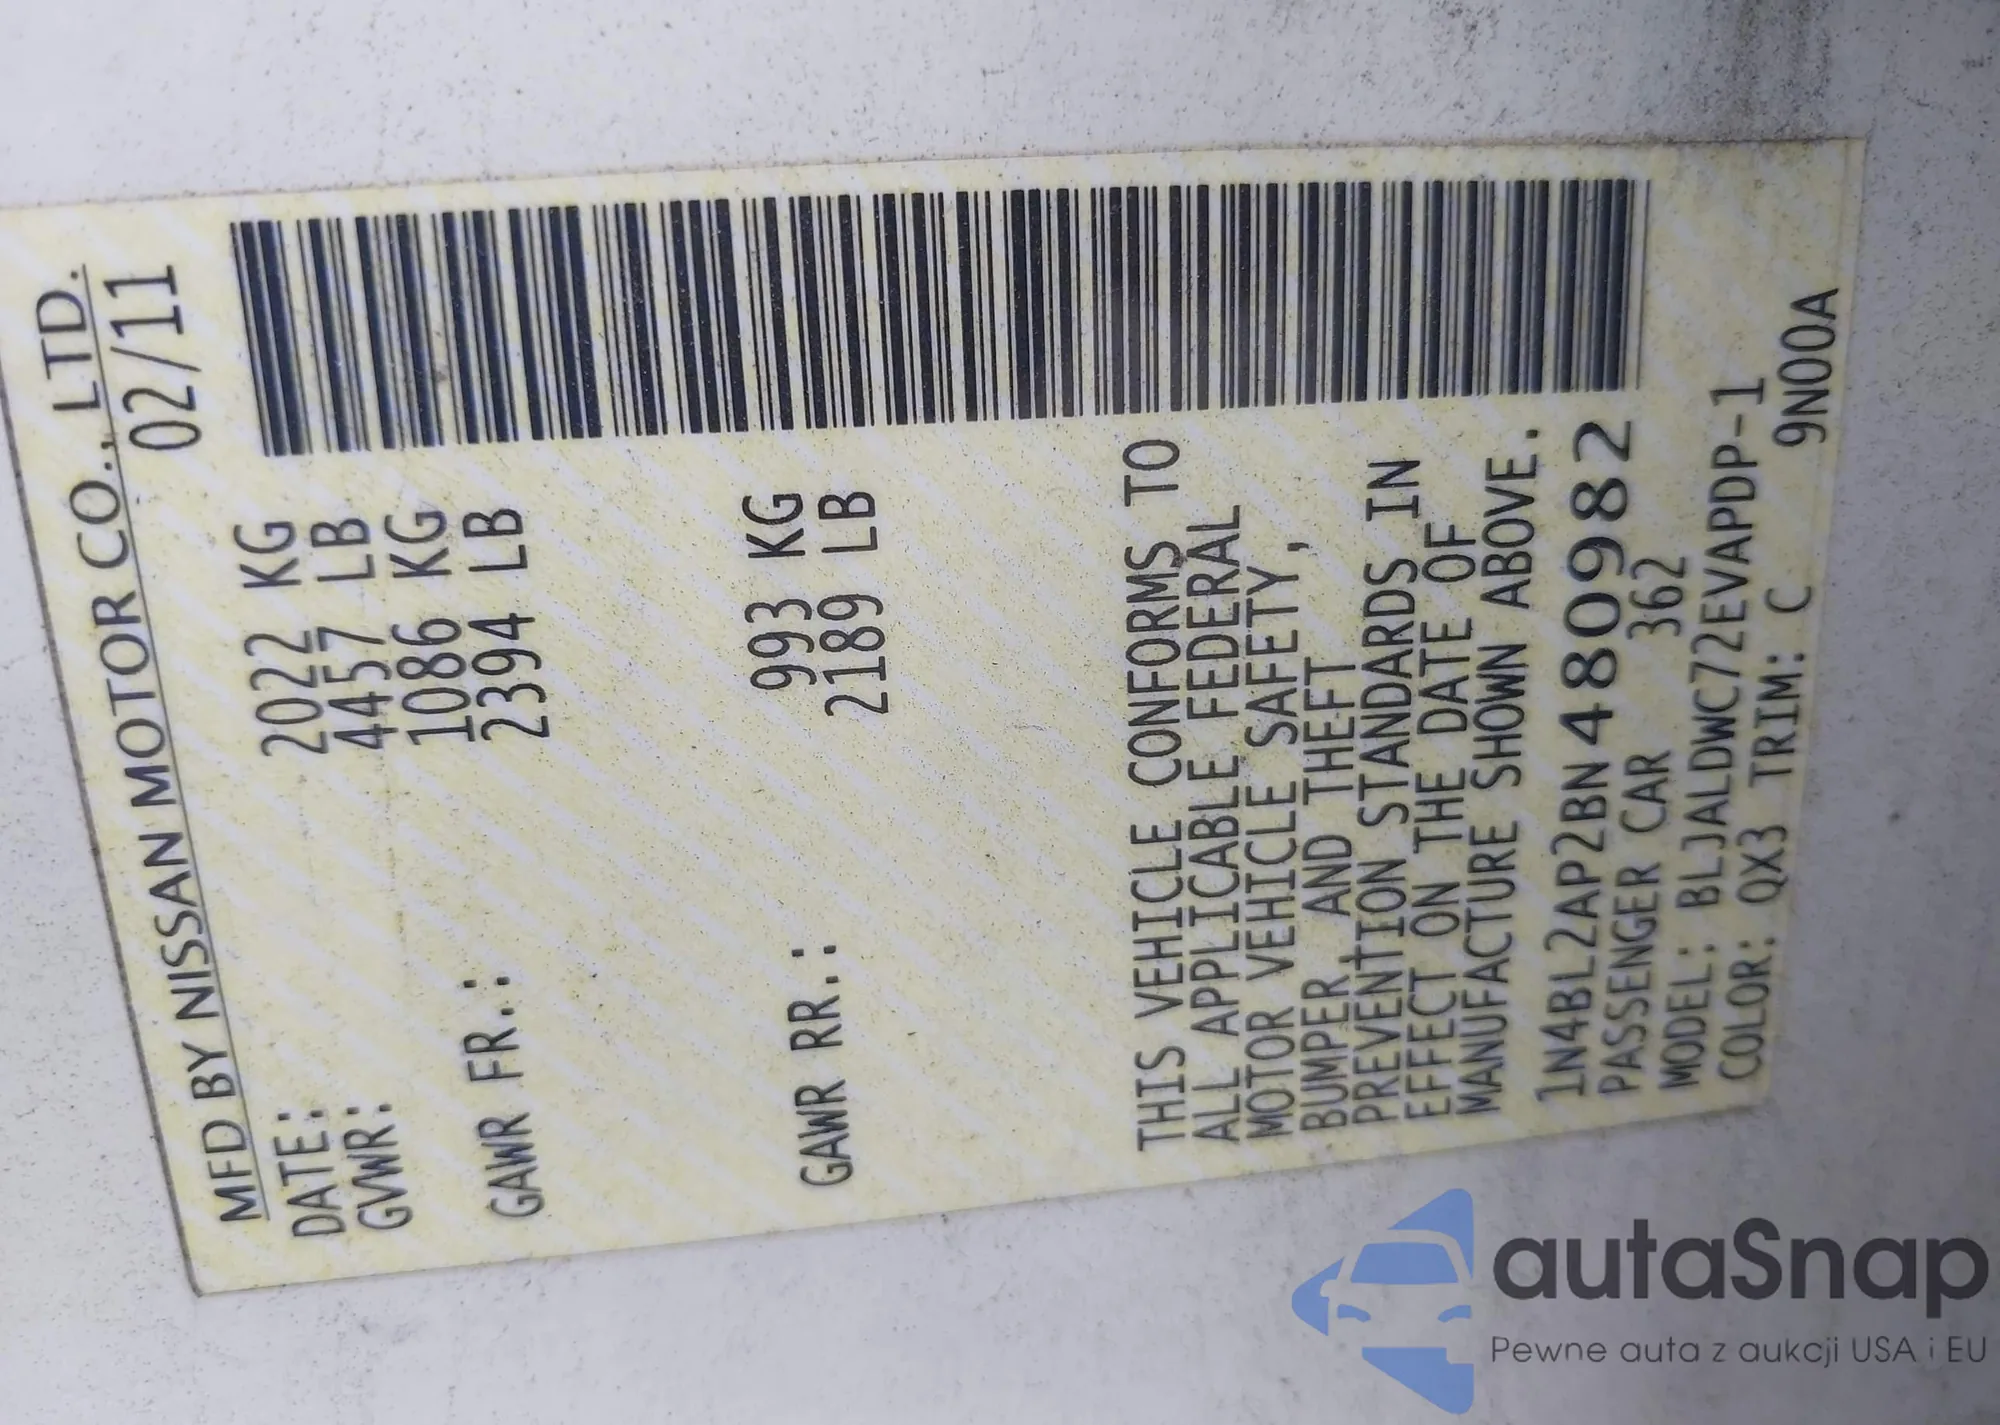 MFD BY NISSAN MOTOR CO., LTD.
DATE: 02/11
GVWR: 2022 KG
4457 LB
GAWR FR.: 1086 KG
2394 LB
GAWR RR.: 993 KG
2189 LB
THIS VEHICLE CONFORMS TO
ALL APPLICABLE FEDERAL
MOTOR VEHICLE SAFETY,
BUMPER AND THEFT
PREVENTION STANDARDS IN
EFFECT ON THE DATE OF
MANUFACTURE SHOWN ABOVE.
1N4BL2AP2BN480982
PASSENGER CAR 362
MODEL: BLJALDWC72EVAPDP-1
COLOR: QX3 TRIM: C 9N00A
autaSnap
Pewne auta z aukcji USA i EU